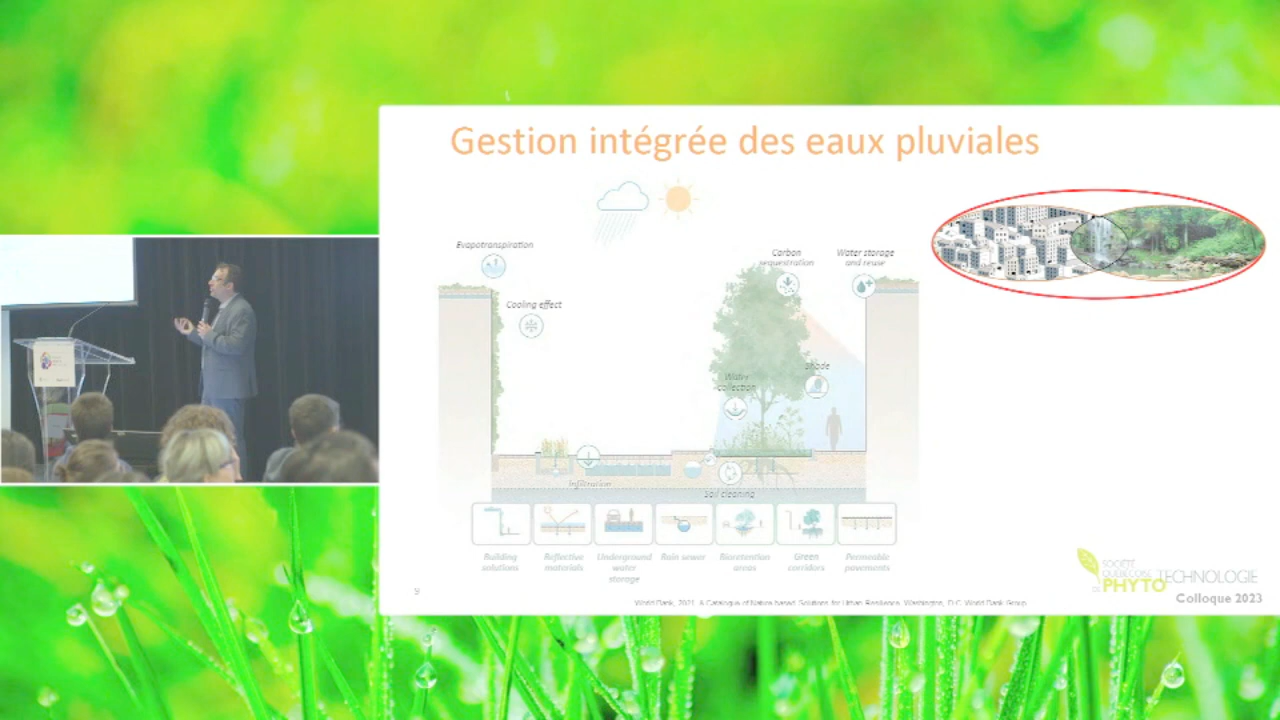 Gestion intégrée des eaux pluviales
Evapotranspiration
Carbon
sequestration
Water storage
and reuse
Cooling effect
Shade
Water
collection
Infiltration
Soil cleaning
Building
solutions
Reflective
materials
Underground
water
storage
Rain sewer
Bioretention
areas
Green
corridors
Permeable
pavements
9
World Bank, 2021. A Catalogue of Nature-based Solutions for Urban Resilience. Washington, D.C. World Bank Group.
SOCIÉTÉ
QUÉBÉCOISE
DE PHYTOTECHNOLOGIE
Colloque 2023